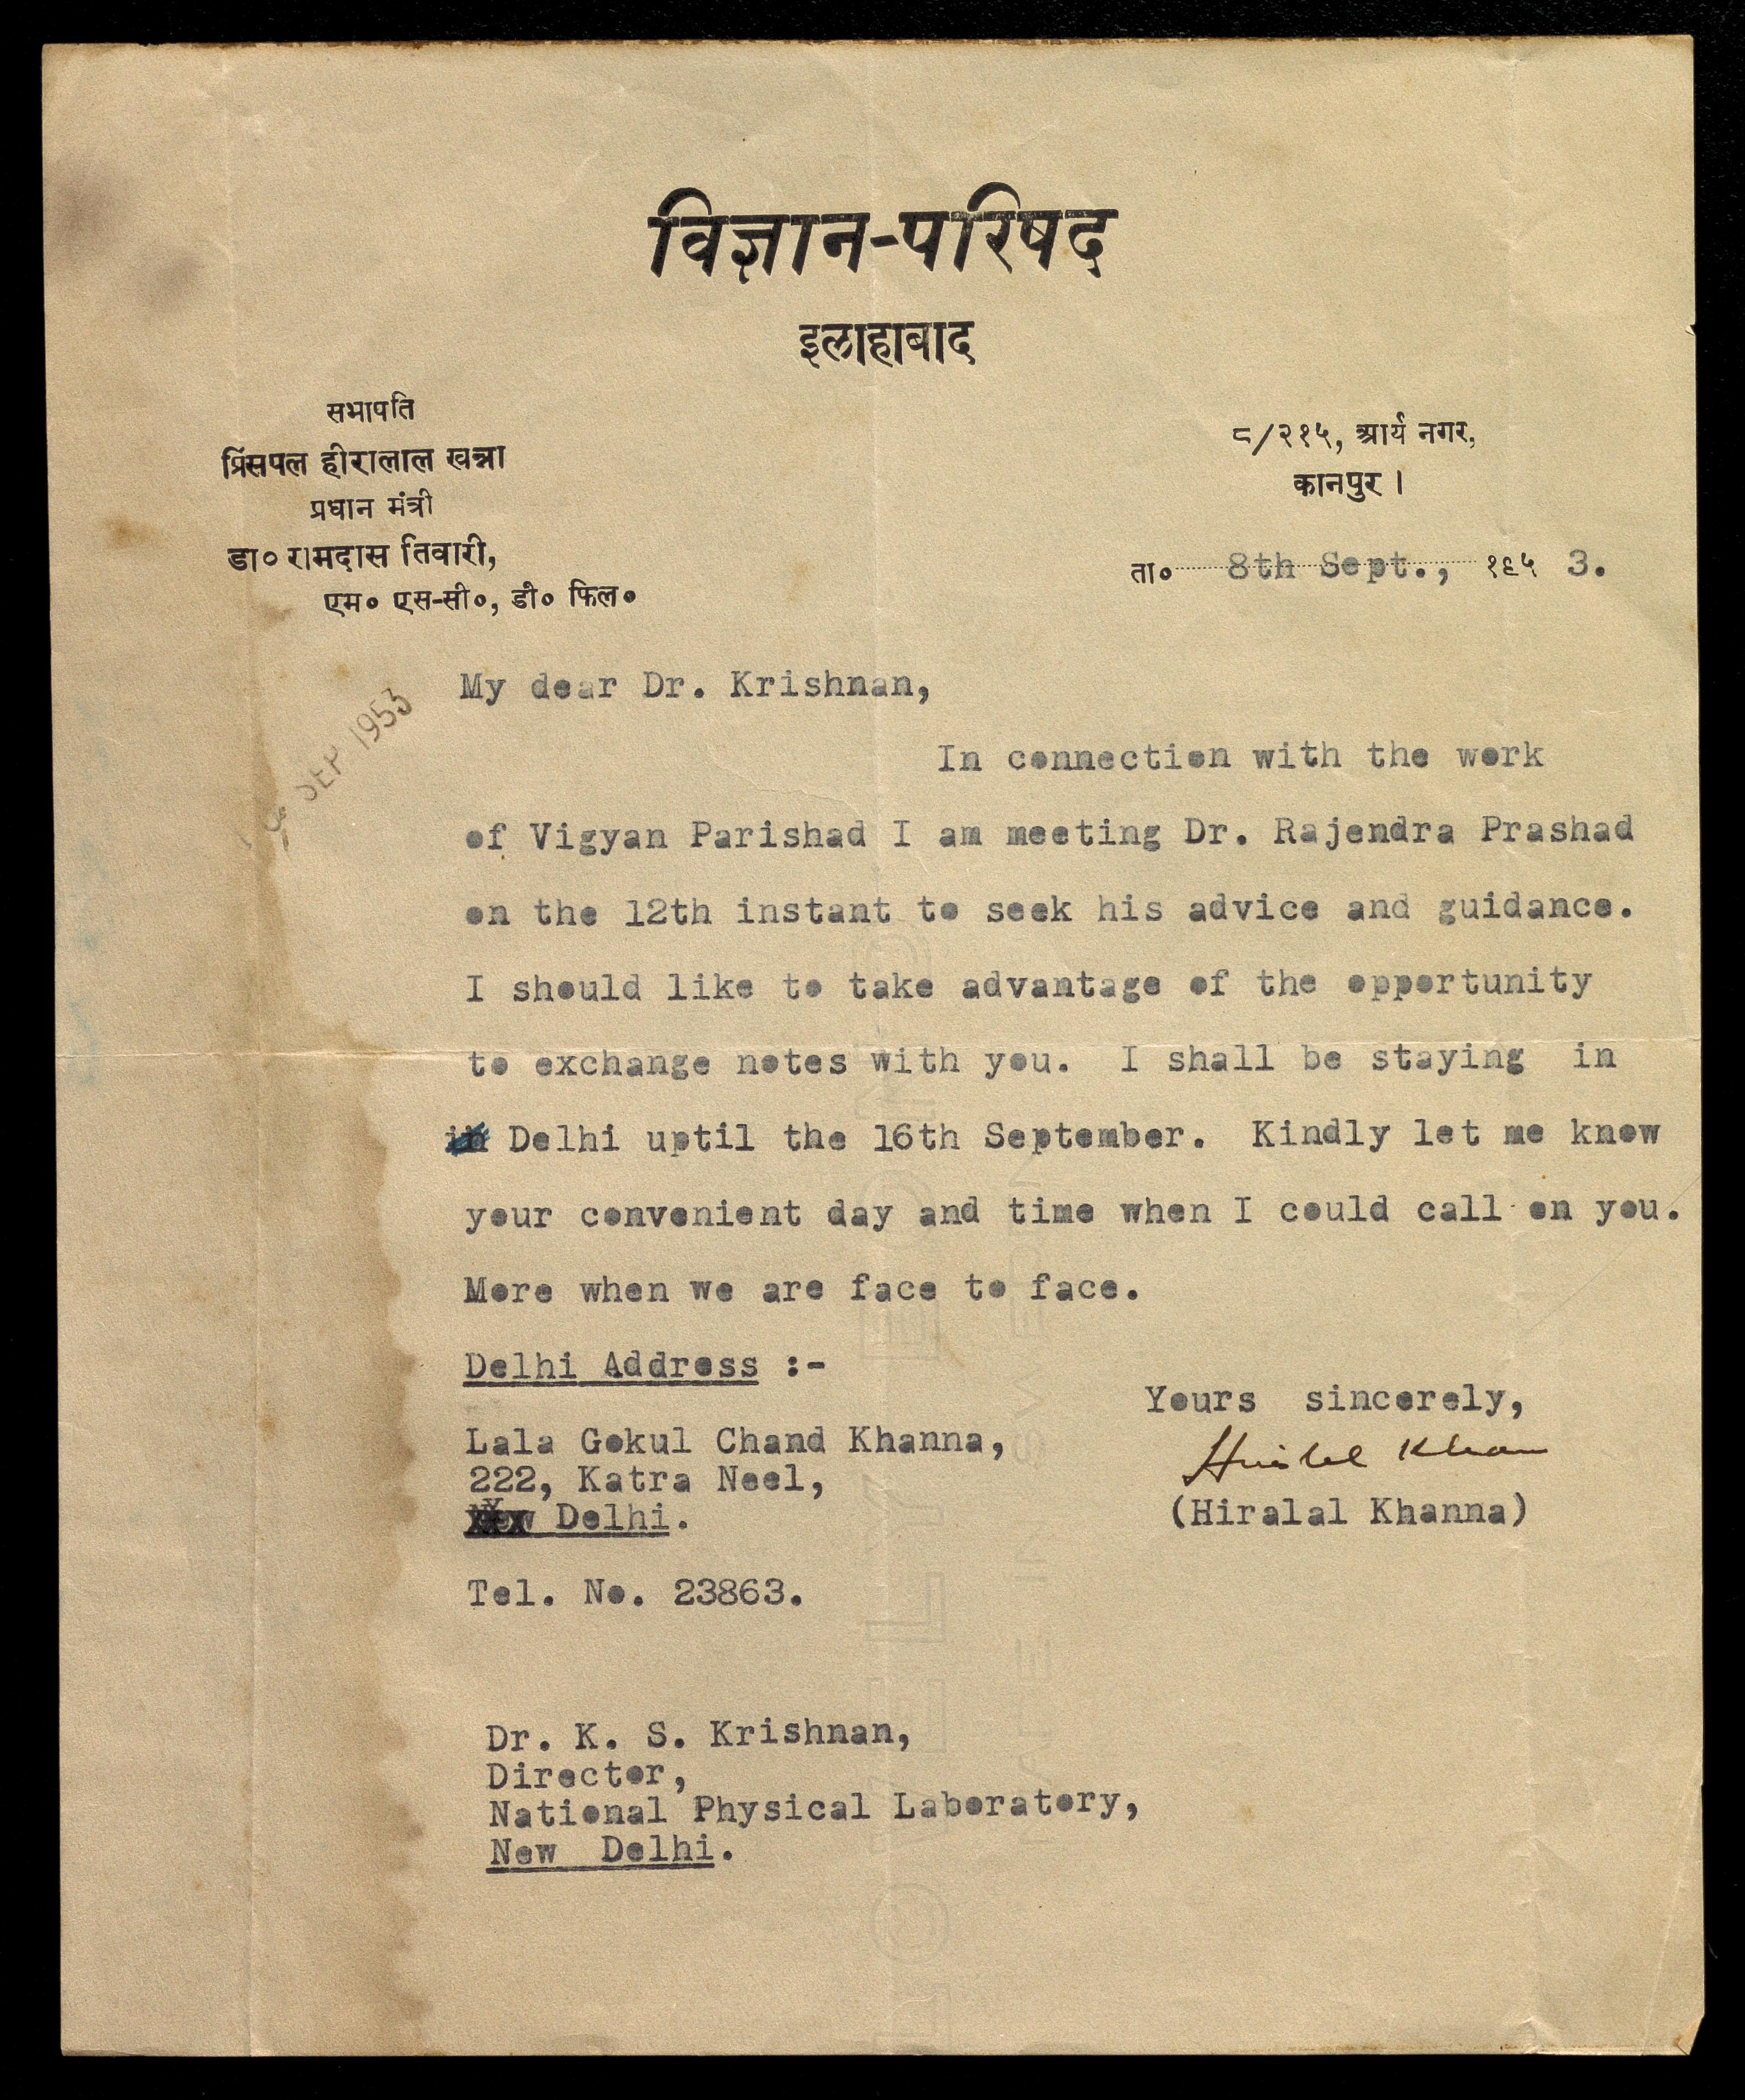 विज्ञान-परिषद
इलाहाबाद
सभापति
प्रिंसपल हीरालाल खन्ना
प्रधान मंत्री
डा० रामदास तिवारी,
एम० एस-सी०, डी० फिल०
८/२१५, आर्य नगर,
कानपुर ।
ता० 8th Sept., १९५ 3.
SEP 1953
My dear Dr. Krishnan,
In connection with the work
of Vigyan Parishad I am meeting Dr. Rajendra Prashad
on the 12th instant to seek his advice and guidance.
I should like to take advantage of the opportunity
to exchange notes with you. I shall be staying in
in Delhi uptil the 16th September. Kindly let me know
your convenient day and time when I could call on you.
More when we are face to face.
Delhi Address :-
Lala Gokul Chand Khanna,
222, Katra Neel,
New Delhi.
Tel. No. 23863.
Yours sincerely,
Hiralal Khanna
(Hiralal Khanna)
Dr. K. S. Krishnan,
Director,
National Physical Laboratory,
New Delhi.